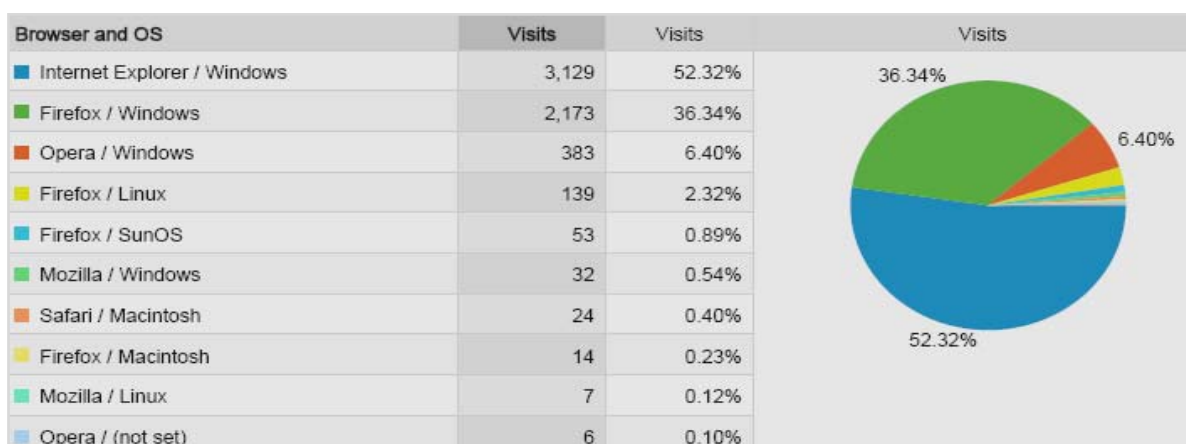 Browser and OS Visits Visits Visits
Internet Explorer / Windows 3,129 52.32%
Firefox / Windows 2,173 36.34%
Opera / Windows 383 6.40%
Firefox / Linux 139 2.32%
Firefox / SunOS 53 0.89%
Mozilla / Windows 32 0.54%
Safari / Macintosh 24 0.40%
Firefox / Macintosh 14 0.23%
Mozilla / Linux 7 0.12%
Opera / (not set) 6 0.10%
36.34%
6.40%
52.32%